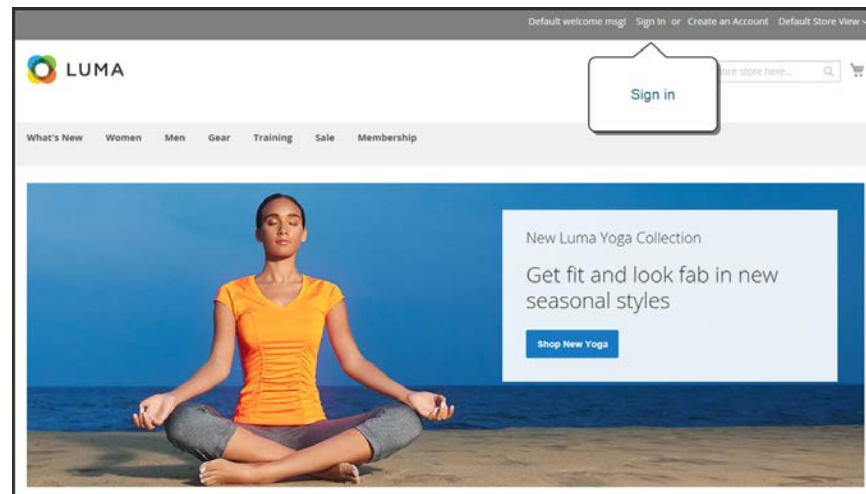 Default welcome msg! Sign In or Create an Account Default Store View
LUMA
store here...
Sign in
What's New Women Men Gear Training Sale Membership
New Luma Yoga Collection
Get fit and look fab in new
seasonal styles
Shop New Yoga